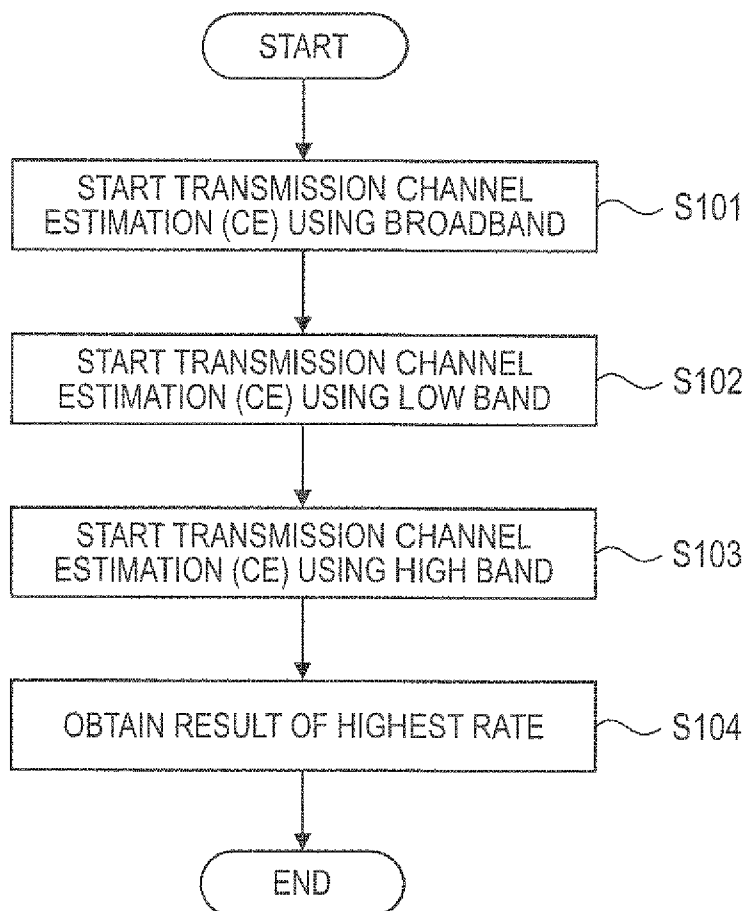 START
START TRANSMISSION CHANNEL
ESTIMATION (CE) USING BROADBAND
S101
START TRANSMISSION CHANNEL
ESTIMATION (CE) USING LOW BAND
S102
START TRANSMISSION CHANNEL
ESTIMATION (CE) USING HIGH BAND
S103
OBTAIN RESULT OF HIGHEST RATE
S104
END